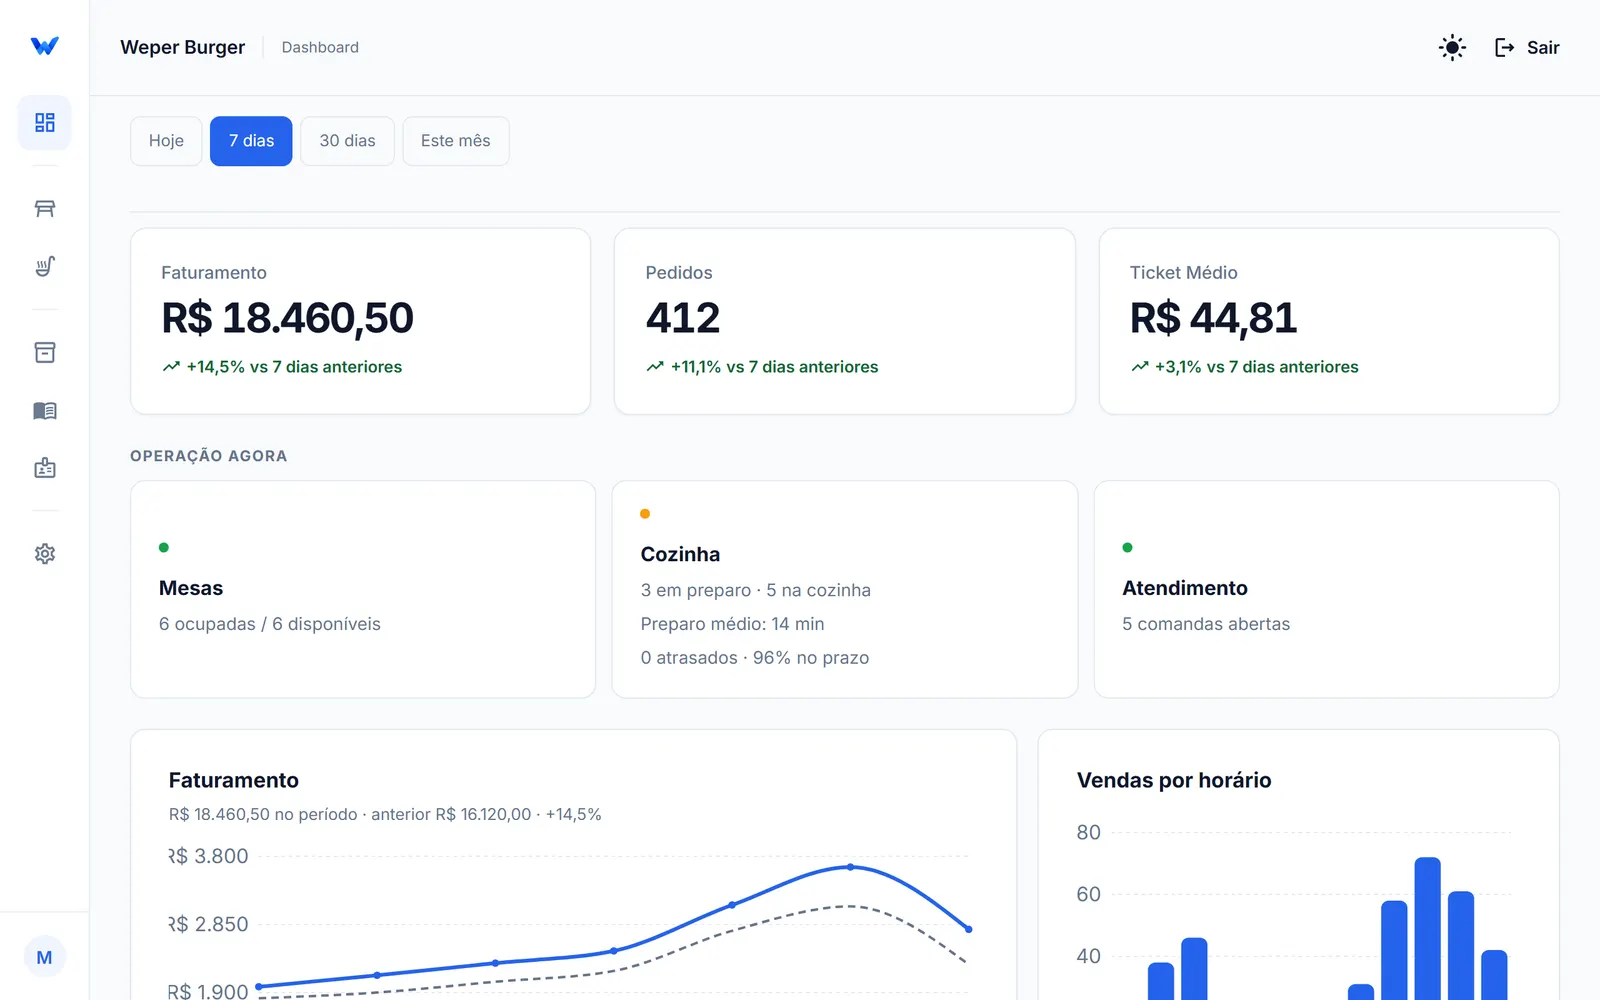 Weper Burger
Dashboard
Sair
Hoje
7 dias
30 dias
Este mês
Faturamento
R$ 18.460,50
+14,5% vs 7 dias anteriores
Pedidos
412
+11,1% vs 7 dias anteriores
Ticket Médio
R$ 44,81
+3,1% vs 7 dias anteriores
OPERAÇÃO AGORA
Mesas
6 ocupadas / 6 disponíveis
Cozinha
3 em preparo · 5 na cozinha
Preparo médio: 14 min
0 atrasados · 96% no prazo
Atendimento
5 comandas abertas
Faturamento
R$ 18.460,50 no período · anterior R$ 16.120,00 · +14,5%
R$ 3.800
R$ 2.850
R$ 1.900
Vendas por horário
80
60
40
M